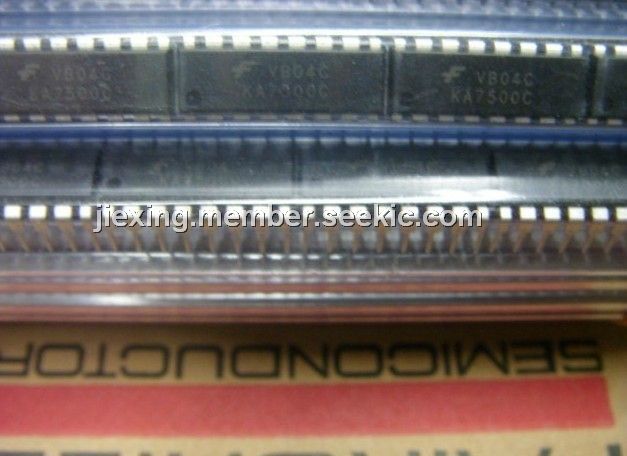 VB04C
KA7500C
VB04C
KA7500C
VB04C
KA7500C
jiexing.member.seekic.com
SEMICONDUCTOR